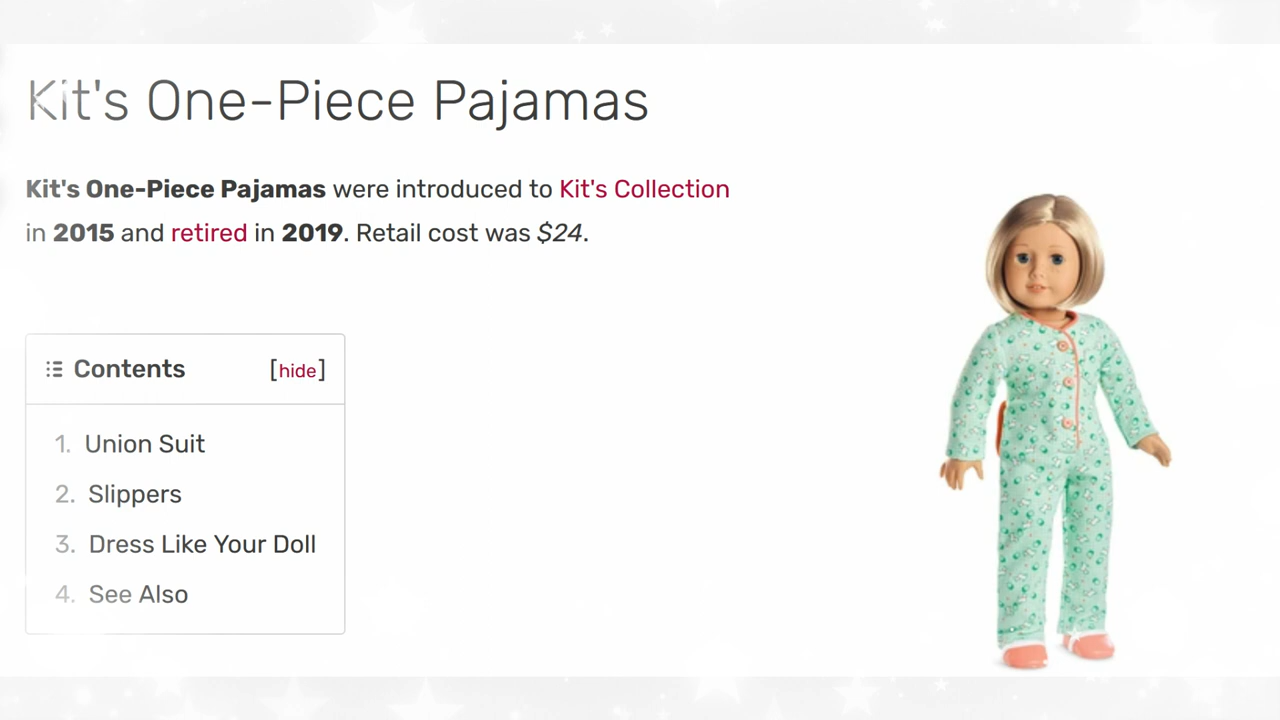 Kit's One-Piece Pajamas
Kit's One-Piece Pajamas were introduced to Kit's Collection
in 2015 and retired in 2019. Retail cost was $24.
Contents [hide]
1. Union Suit
2. Slippers
3. Dress Like Your Doll
4. See Also